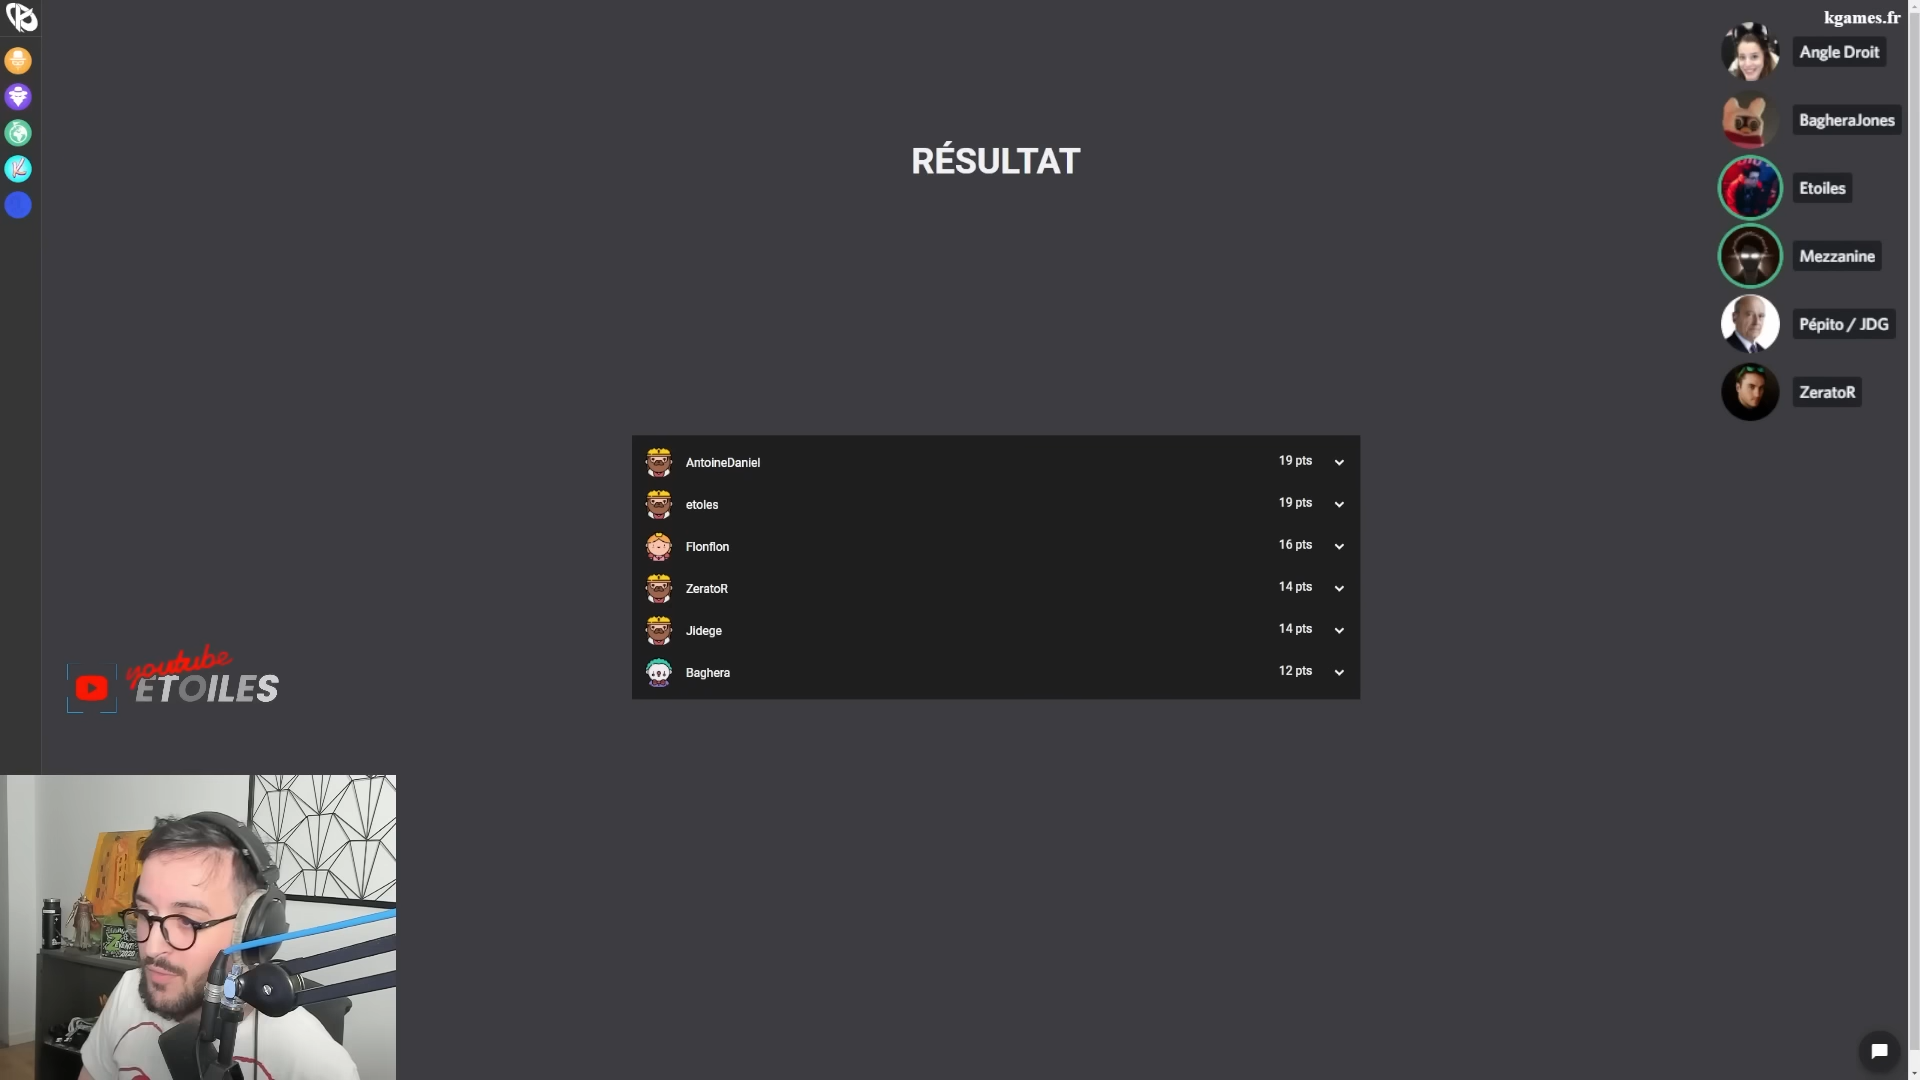 kgames.fr
Angle Droit
BagheraJones
RÉSULTAT
Etoiles
Mezzanine
Pépito / JDG
ZeratoR
AntoineDaniel 19 pts
etoles 19 pts
Flonflon 16 pts
ZeratoR 14 pts
Jidege 14 pts
Baghera 12 pts
youtube
ETOILES